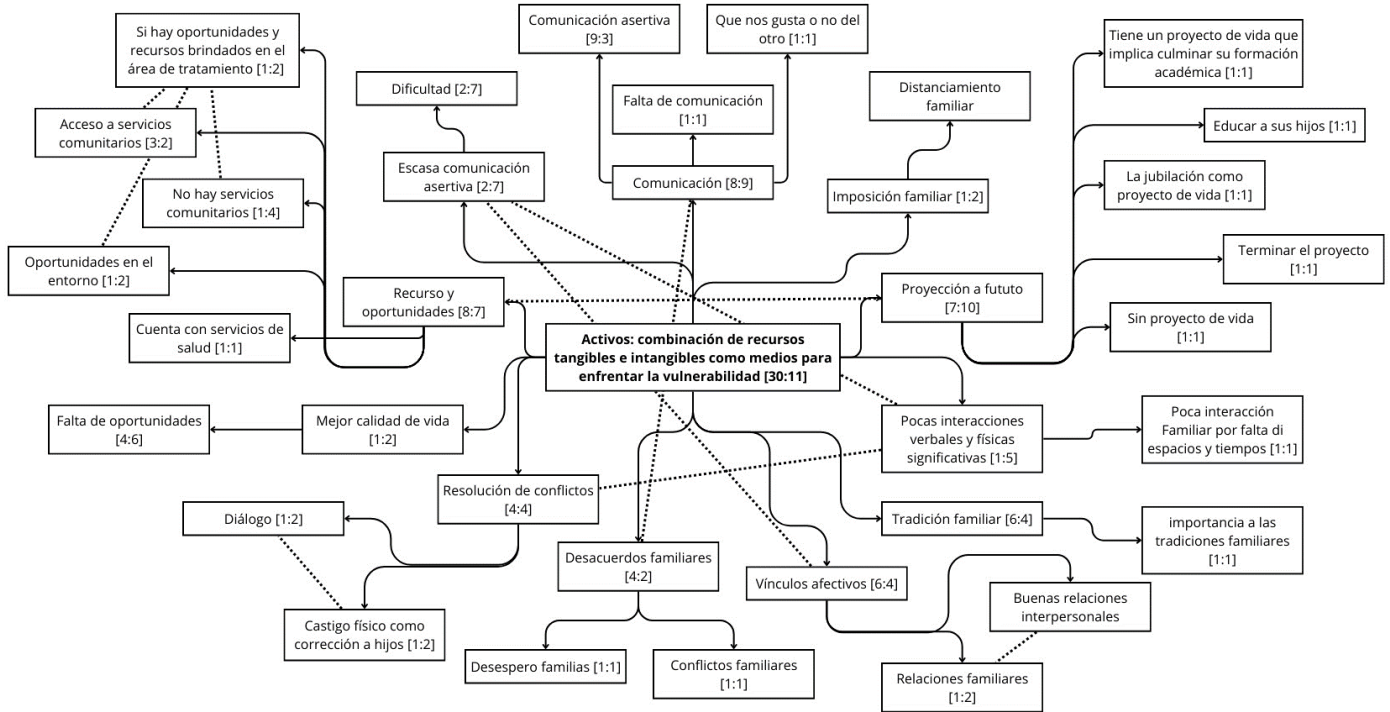 Si hay oportunidades y
recursos brindados en el
área de tratamiento [1:2]
Comunicación asertiva
[9:3]
Que nos gusta o no del
otro [1:1]
Tiene un proyecto de vida que
implica culminar su formación
académica [1:1]
Dificultad [2:7]
Falta de comunicación
[1:1]
Distanciamiento
familiar
Acceso a servicios
comunitarios [3:2]
Educar a sus hijos [1:1]
Escasa comunicación
asertiva [2:7]
Comunicación [8:9]
Imposición familiar [1:2]
La jubilación como
proyecto de vida [1:1]
No hay servicios
comunitarios [1:4]
Oportunidades en el
entorno [1:2]
Terminar el proyecto
[1:1]
Recurso y
oportunidades [8:7]
Proyección a fututo
[7:10]
Cuenta con servicios de
salud [1:1]
Sin proyecto de vida
[1:1]
Activos: combinación de recursos
tangibles e intangibles como medios para
enfrentar la vulnerabilidad [30:11]
Falta de oportunidades
[4:6]
Mejor calidad de vida
[1:2]
Pocas interacciones
verbales y físicas
significativas [1:5]
Poca interacción
Familiar por falta di
espacios y tiempos [1:1]
Resolución de conflictos
[4:4]
Diálogo [1:2]
Tradición familiar [6:4]
importancia a las
tradiciones familiares
[1:1]
Desacuerdos familiares
[4:2]
Vínculos afectivos [6:4]
Buenas relaciones
interpersonales
Castigo físico como
corrección a hijos [1:2]
Desespero familias [1:1]
Conflictos familiares
[1:1]
Relaciones familiares
[1:2]